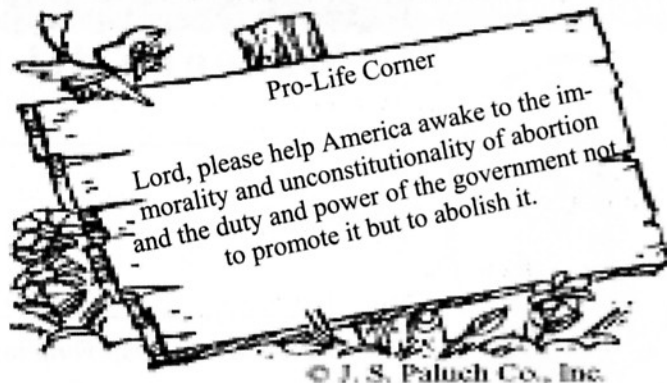 Pro-Life Corner
Lord, please help America awake to the im-
morality and unconstitutionality of abortion
and the duty and power of the government not
to promote it but to abolish it.
© J. S. Paluch Co., Inc.